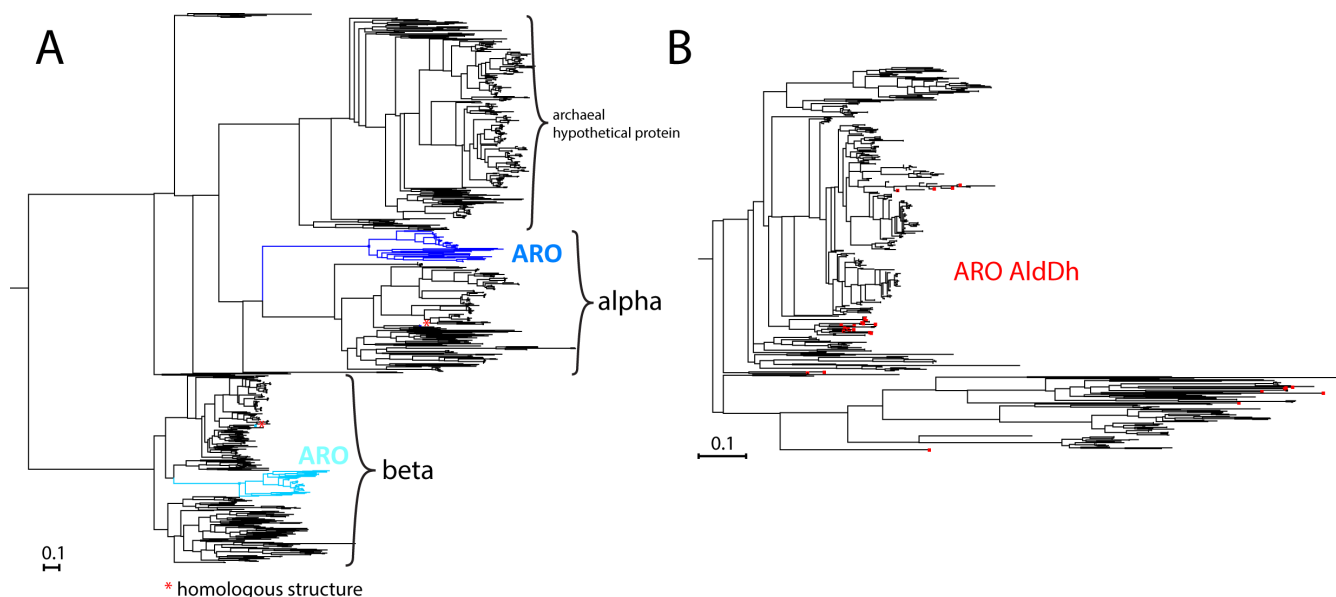 A
B
archaeal
hypothetical protein
ARO
alpha
ARO AldDh
ARO
beta
0.1
0.1
* homologous structure